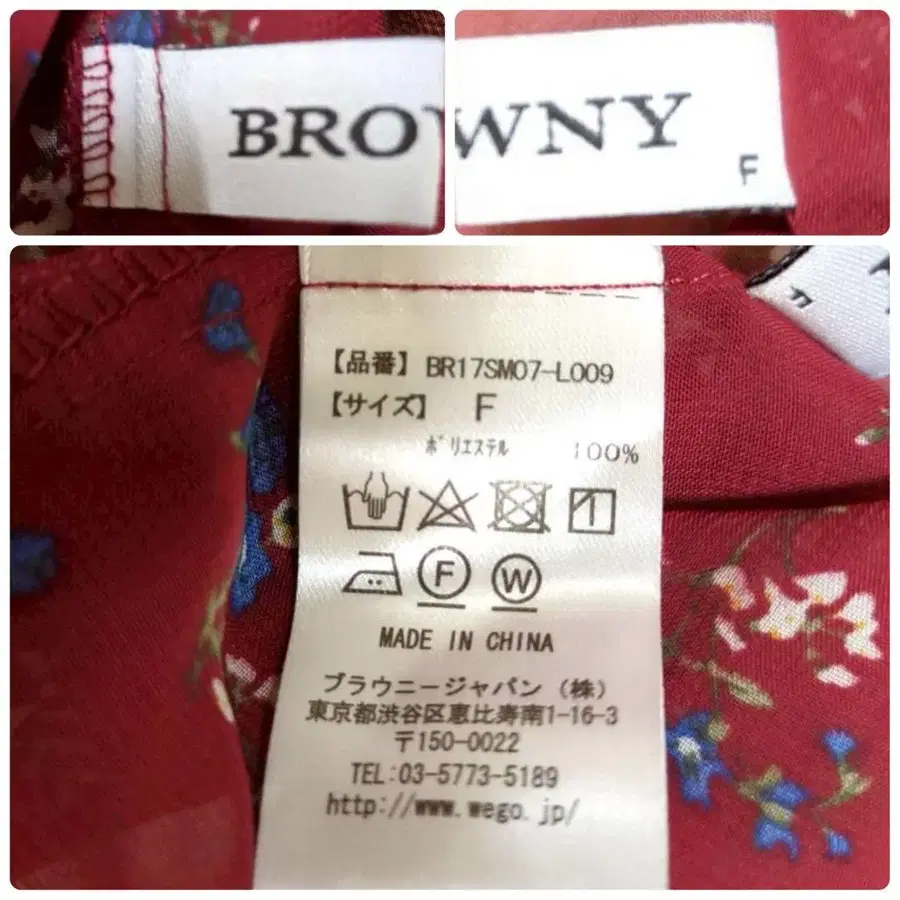 BROWNY
F
【品番】 BR17SM07-L009
【サイズ】 F
ポリエステル 100%
F W
MADE IN CHINA
ブラウニージャパン（株）
東京都渋谷区恵比寿南1-16-3
〒150-0022
TEL:03-5773-5189
http://www.wego.jp/
F